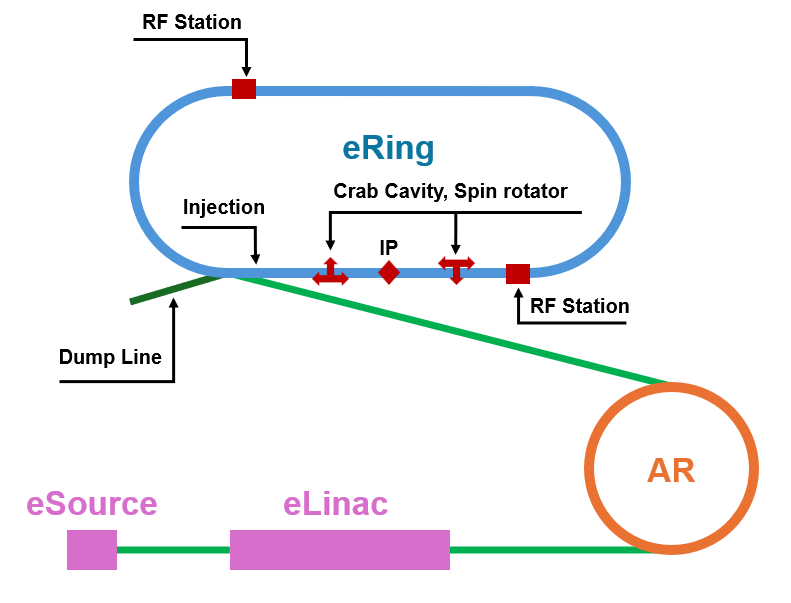 RF Station
eRing
Crab Cavity, Spin rotator
Injection
IP
RF Station
Dump Line
AR
eSource
eLinac